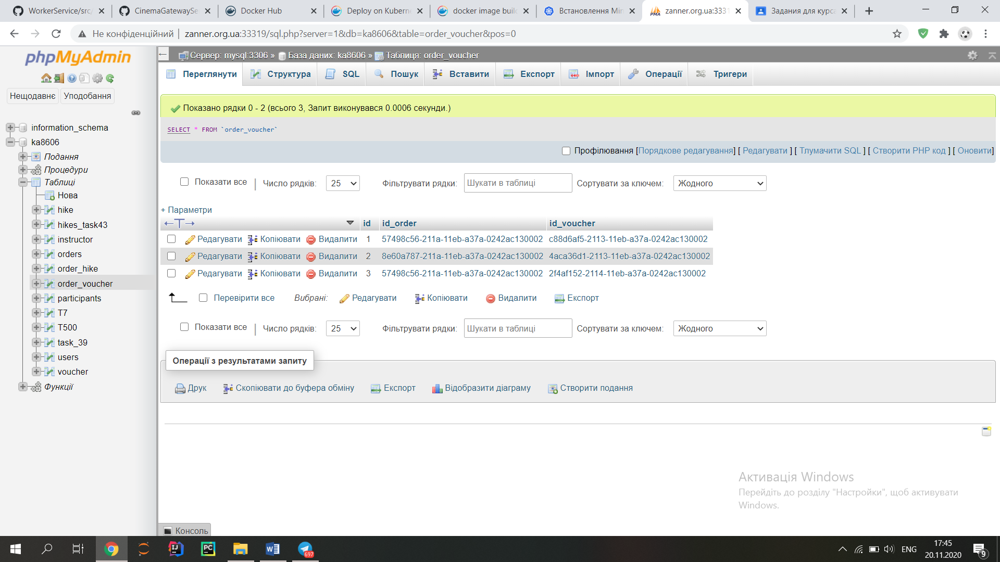 WorkerService/src/
CinemaGatewaySe
Docker Hub
Deploy on Kuberne
docker image build
Встановлення Min
zanner.org.ua:3331
Задания для курса
Не конфіденційний
zanner.org.ua:33319/sql.php?server=1&db=ka8606&table=order_voucher&pos=0
phpMyAdmin
Нещодавнє
Уподобання
information_schema
ka8606
Подання
Процедури
Таблиці
Нова
hike
hikes_task43
instructor
orders
order_hike
order_voucher
participants
T7
T500
task_39
users
voucher
Функції
Сервер: mysql:3306 » База даних: ka8606 » Таблиця: order_voucher
Переглянути Структура SQL Пошук Вставити Експорт Імпорт Операції Тригери
Показано рядки 0 - 2 (всього 3, Запит виконувався 0.0006 секунди.)
SELECT * FROM `order_voucher`
Профілювання [Порядкове редагування] [ Редагувати ] [ Тлумачити SQL ] [ Створити PHP код ] [ Оновити]
Показати все | Число рядків: 25 Фільтрувати рядки: Шукати в таблиці Сортувати за ключем: Жодного
+ Параметри
←T→ id id_order id_voucher
Редагувати Копіювати Видалити 1 57498c56-211a-11eb-a37a-0242ac130002 c88d6af5-2113-11eb-a37a-0242ac130002
Редагувати Копіювати Видалити 2 8e60a787-211a-11eb-a37a-0242ac130002 4aca36d1-2113-11eb-a37a-0242ac130002
Редагувати Копіювати Видалити 3 57498c56-211a-11eb-a37a-0242ac130002 2f4af152-2114-11eb-a37a-0242ac130002
Перевірити все Вибрані: Редагувати Копіювати Видалити Експорт
Показати все | Число рядків: 25 Фільтрувати рядки: Шукати в таблиці Сортувати за ключем: Жодного
Операції з результатами запиту
Друк Скопіювати до буфера обміну Експорт Відобразити діаграму Створити подання
Активація Windows
Перейдіть до розділу "Настройки", щоб активувати
Windows.
Консоль
697
ENG
17:45
20.11.2020
9